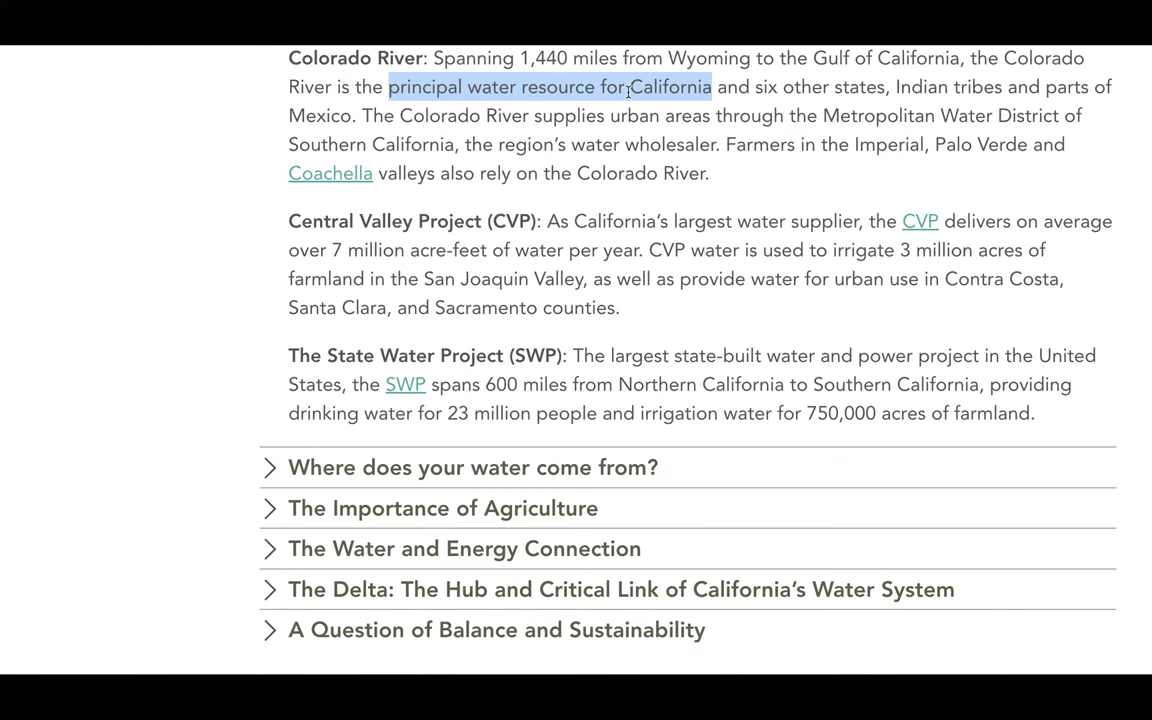 Colorado River: Spanning 1,440 miles from Wyoming to the Gulf of California, the Colorado
River is the principal water resource for California and six other states, Indian tribes and parts of
Mexico. The Colorado River supplies urban areas through the Metropolitan Water District of
Southern California, the region’s water wholesaler. Farmers in the Imperial, Palo Verde and
Coachella valleys also rely on the Colorado River.
Central Valley Project (CVP): As California’s largest water supplier, the CVP delivers on average
over 7 million acre-feet of water per year. CVP water is used to irrigate 3 million acres of
farmland in the San Joaquin Valley, as well as provide water for urban use in Contra Costa,
Santa Clara, and Sacramento counties.
The State Water Project (SWP): The largest state-built water and power project in the United
States, the SWP spans 600 miles from Northern California to Southern California, providing
drinking water for 23 million people and irrigation water for 750,000 acres of farmland.
Where does your water come from?
The Importance of Agriculture
The Water and Energy Connection
The Delta: The Hub and Critical Link of California’s Water System
A Question of Balance and Sustainability